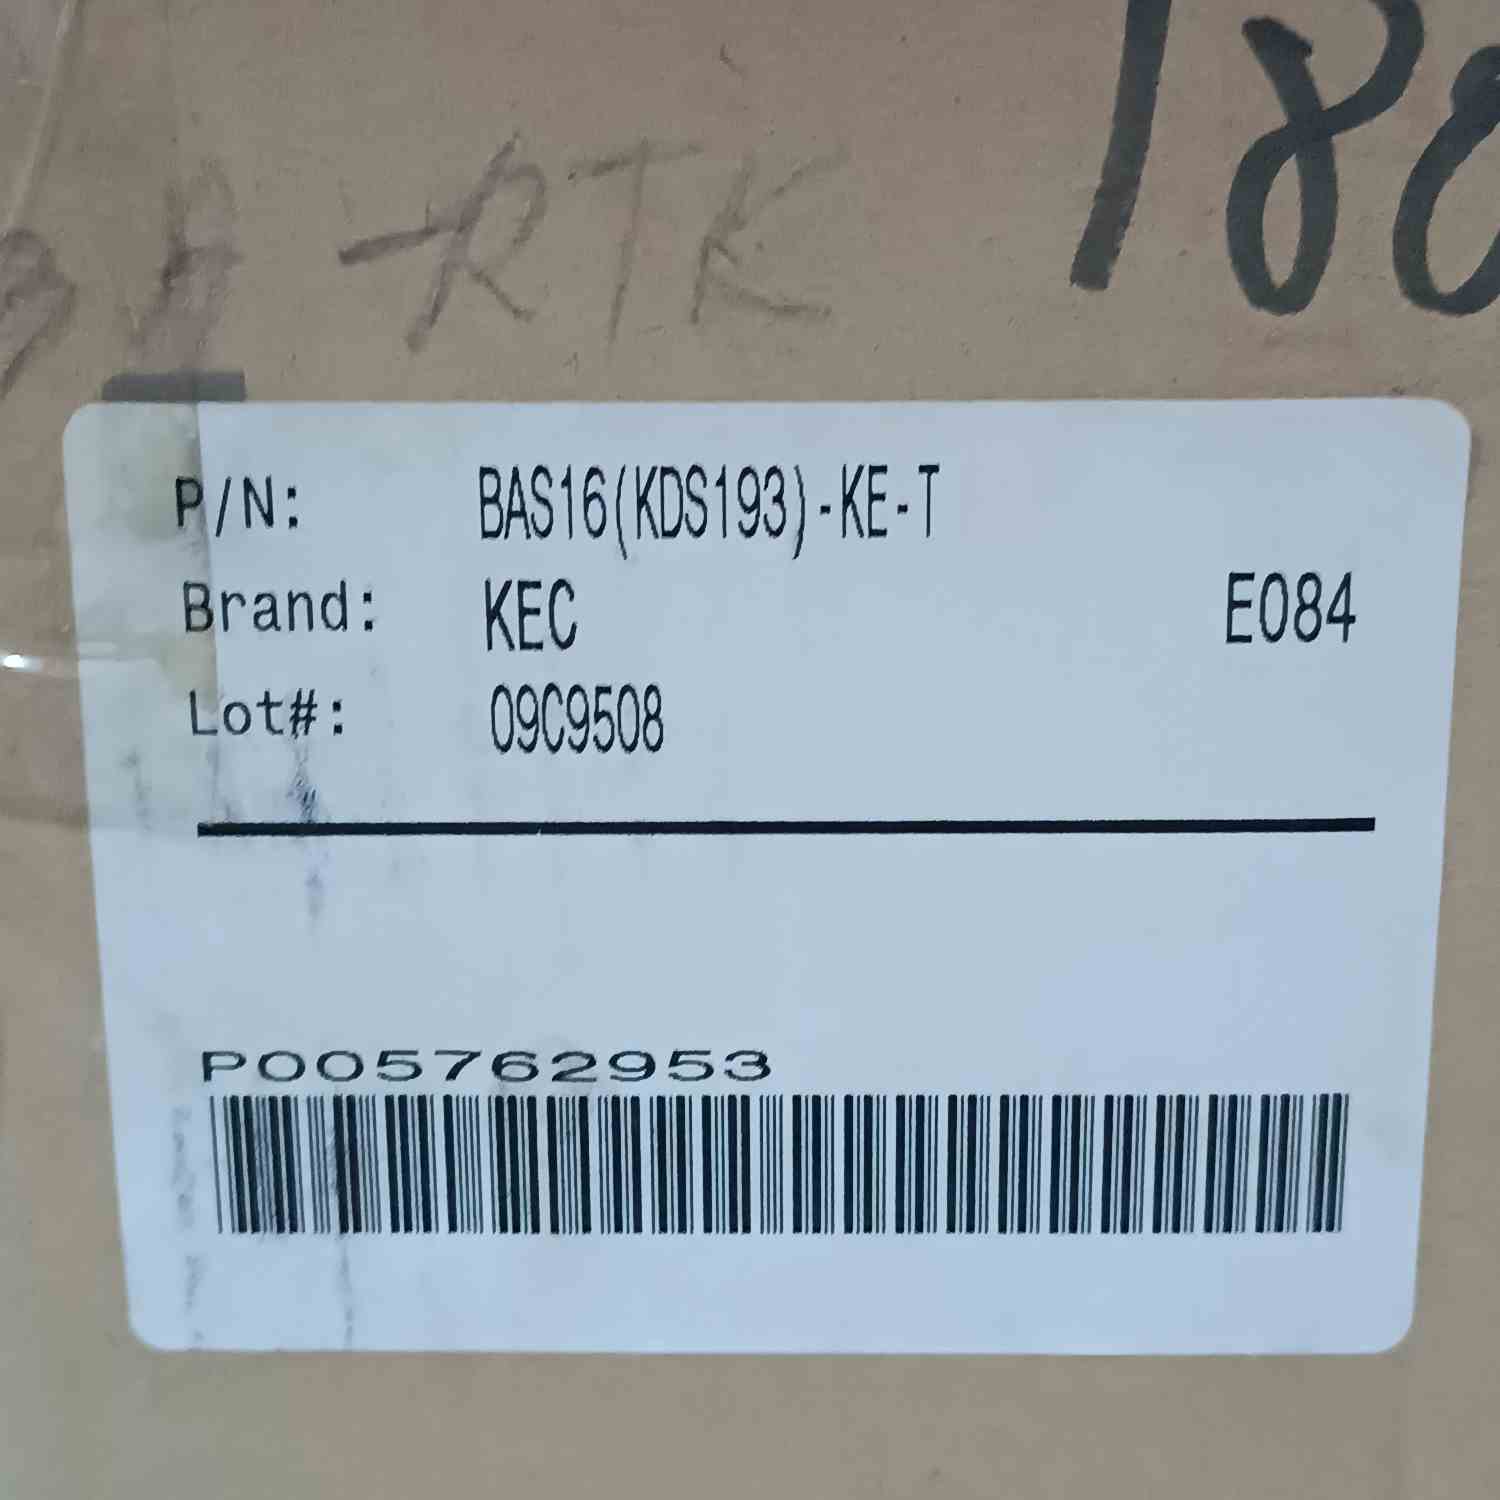 -RTK
P/N: BAS16(KDS193)-KE-T
Brand: KEC E084
Lot#: 09C9508
P005762953